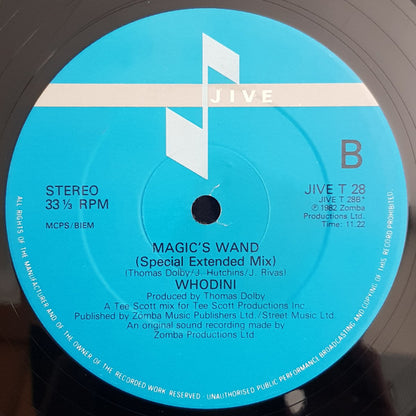 JIVE
STEREO
33⅓ RPM
MCPS/BIEM
B
JIVE T 28
JIVE T 28B*
℗ 1982 Zomba
Productions Ltd.
Time: 11.22
MAGIC'S WAND
(Special Extended Mix)
(Thomas Dolby/J. Hutchins/J. Rivas)
WHODINI
Produced by Thomas Dolby
A Tee Scott mix for Tee Scott Productions Inc.
Published by Zomba Music Publishers Ltd./Street Music Ltd.
An original sound recording made by
Zomba Productions Ltd.
ALL RIGHTS OF THE MANUFACTURER AND OF THE OWNER OF THE RECORDED WORK RESERVED - UNAUTHORISED PUBLIC PERFORMANCE BROADCASTING AND COPYING OF THIS RECORD PROHIBITED.